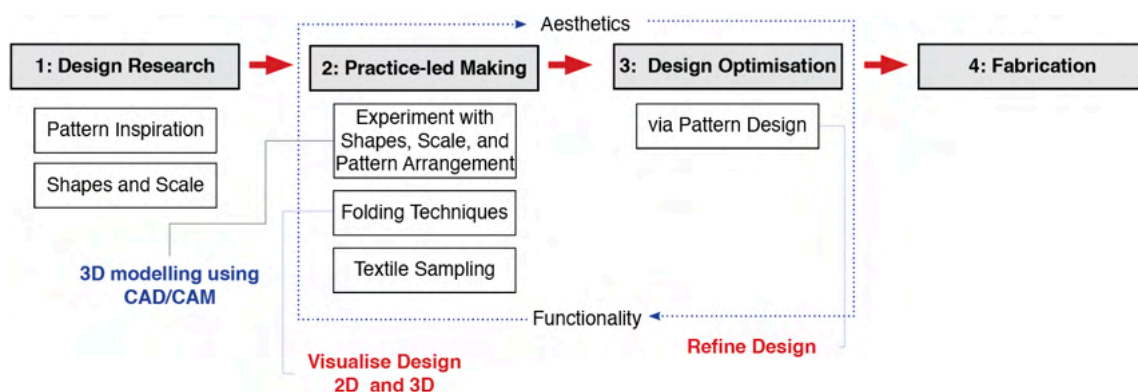 Aesthetics
1: Design Research
2: Practice-led Making
3: Design Optimisation
4: Fabrication
Pattern Inspiration
Shapes and Scale
Experiment with
Shapes, Scale, and
Pattern Arrangement
Folding Techniques
Textile Sampling
via Pattern Design
3D modelling using
CAD/CAM
Functionality
Visualise Design
2D and 3D
Refine Design